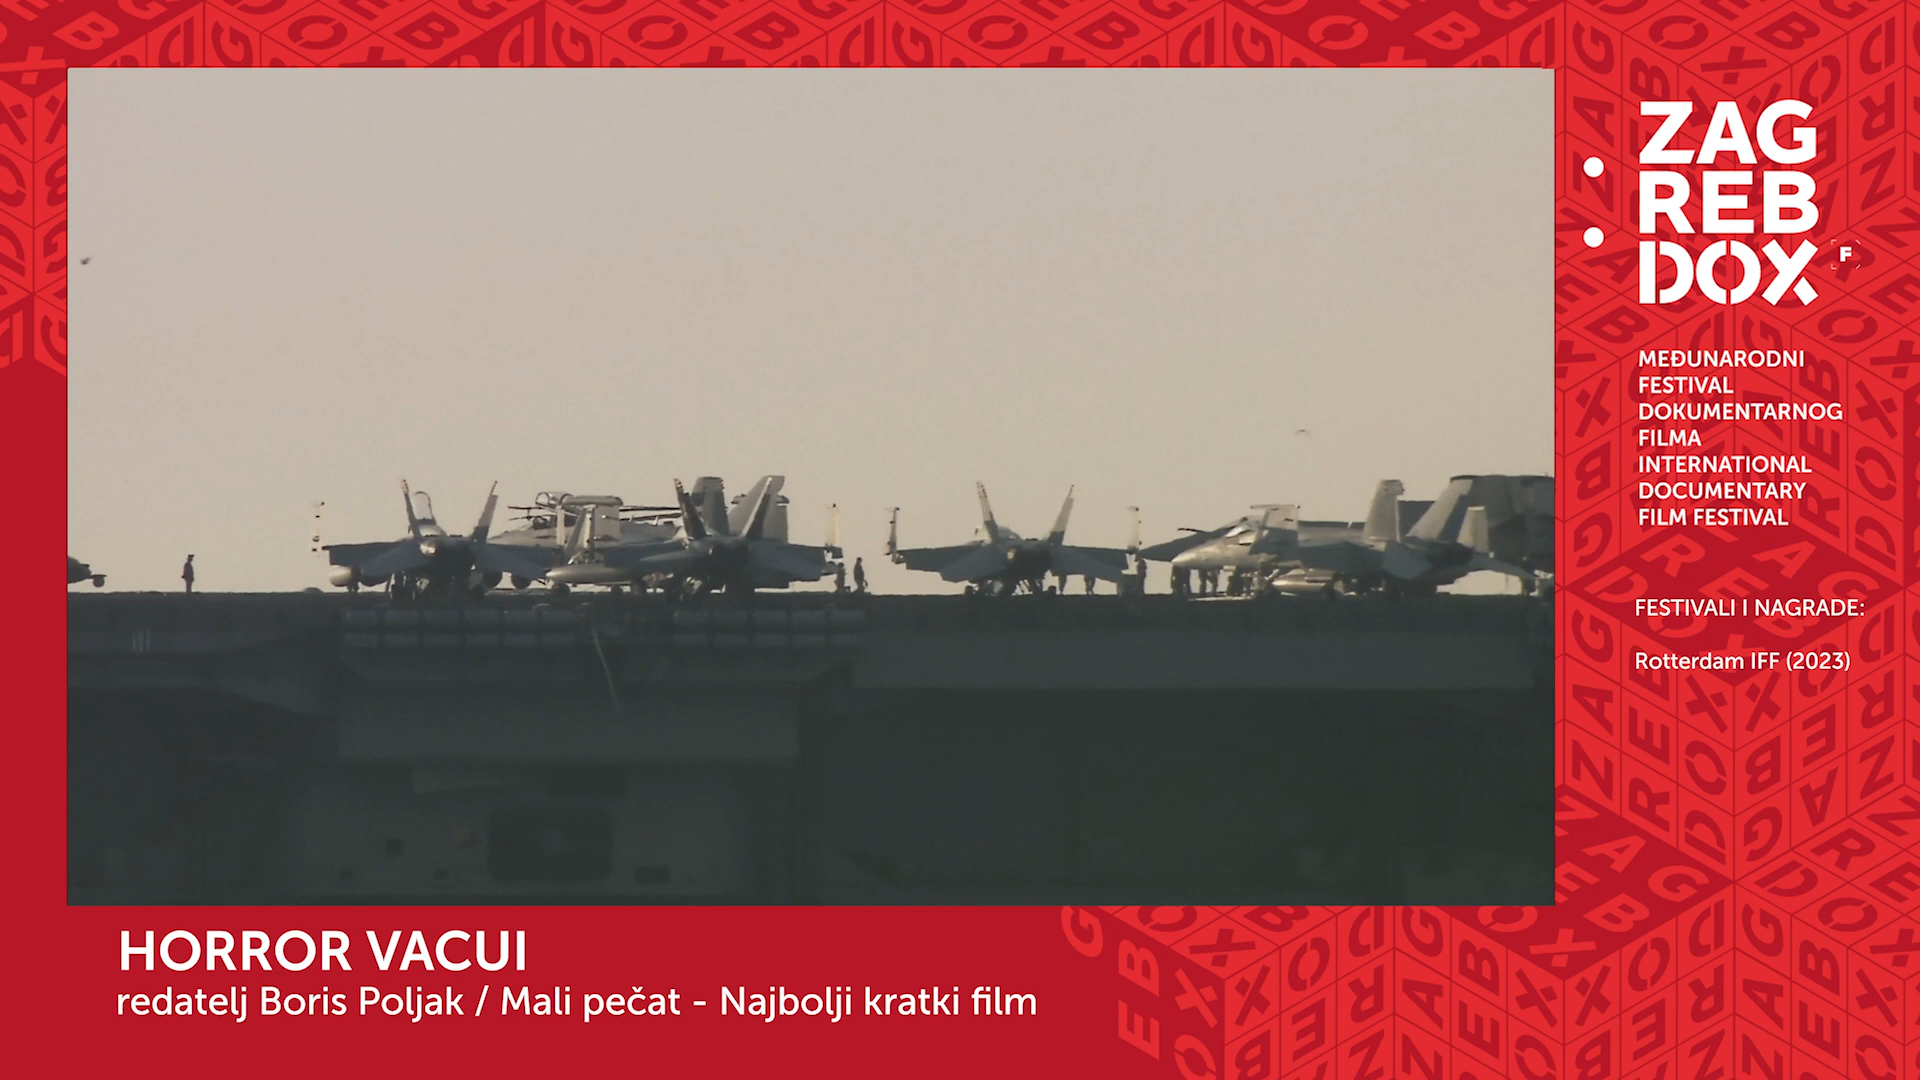 ZAG
REB
DOX
F
MEĐUNARODNI
FESTIVAL
DOKUMENTARNOG
FILMA
INTERNATIONAL
DOCUMENTARY
FILM FESTIVAL
FESTIVALI I NAGRADE:
Rotterdam IFF (2023)
HORROR VACUI
redatelj Boris Poljak / Mali pečat - Najbolji kratki film